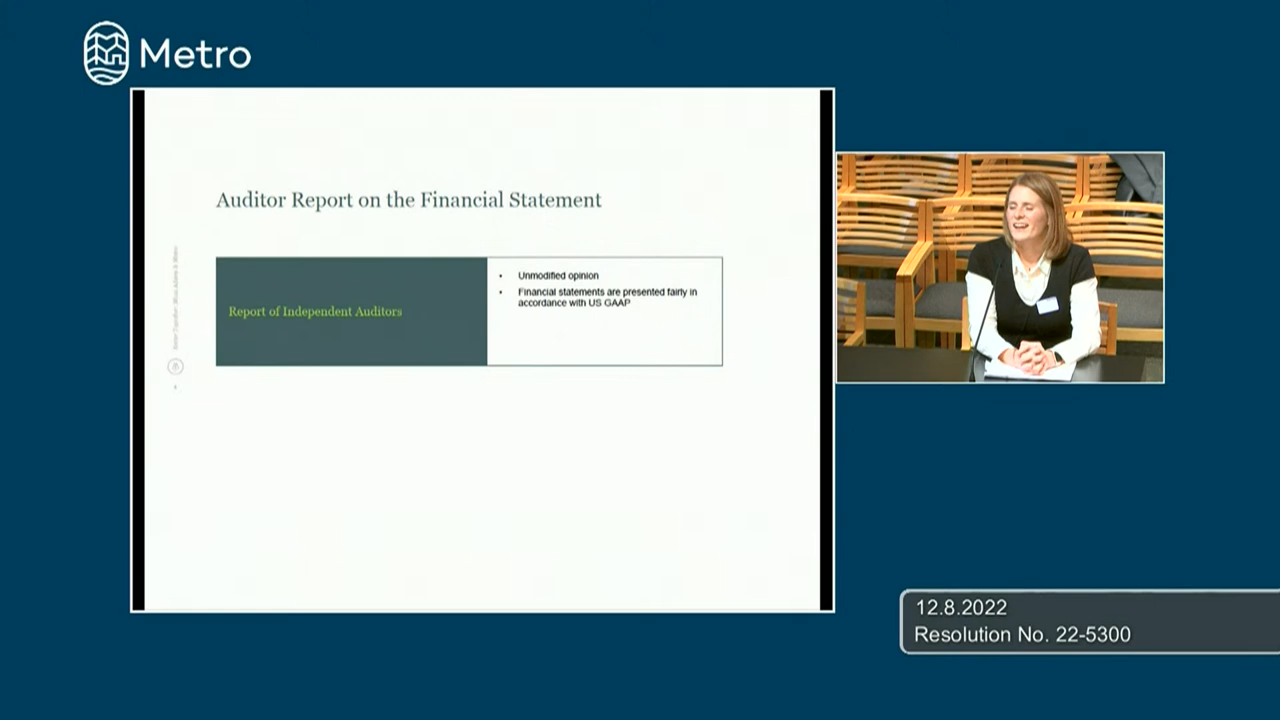 Metro
Auditor Report on the Financial Statement
Report of Independent Auditors
• Unmodified opinion
• Financial statements are presented fairly in
accordance with US GAAP
12.8.2022
Resolution No. 22-5300